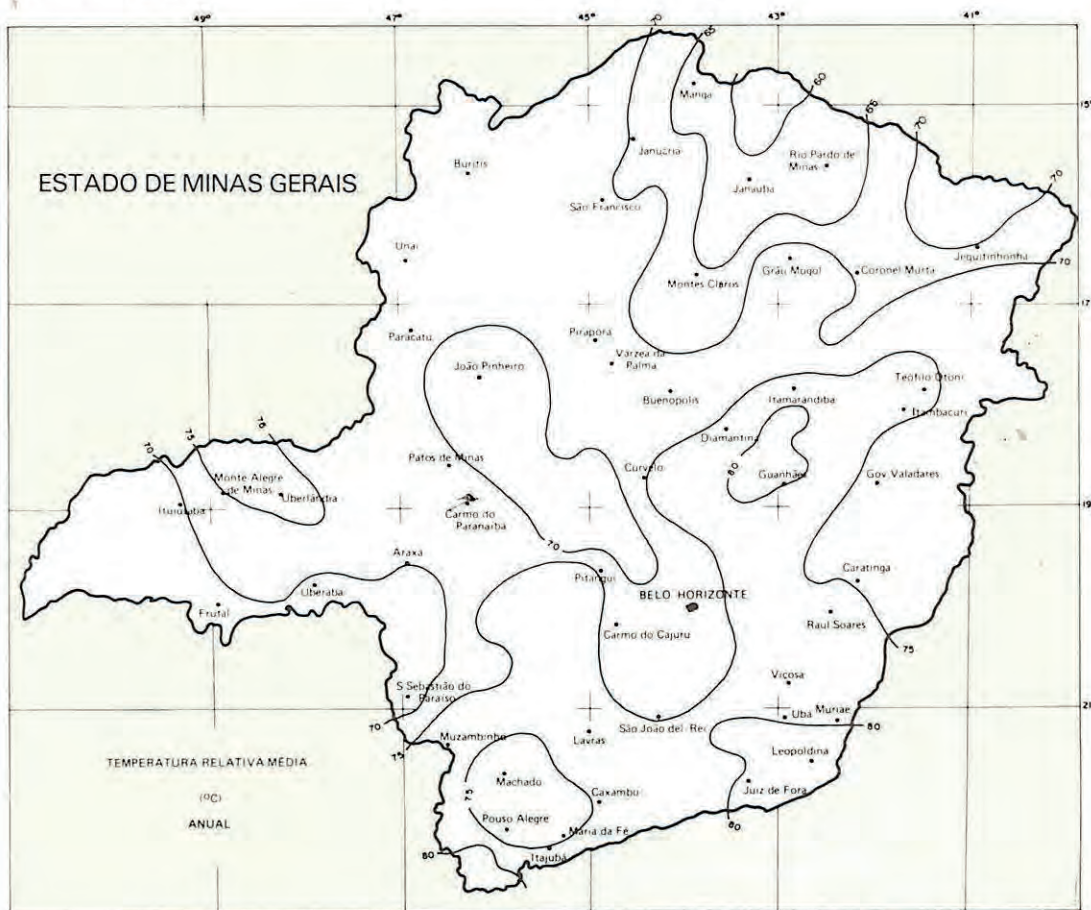 49° 47° 45° 70 43° 41°
65
60
Manga
15°
65
70
70
Januária
ESTADO DE MINAS GERAIS
Buritis
Rio Pardo de
Minas
Janaúba
São Francisco
Unaí
Jequitinhonha
Montes Claros
Grão Mogol
Coronel Murta
70
17
Paracatu
Pirapora
Várzea da
Palma
João Pinheiro
Teófilo Otoni
Buenopolis
Itamarandiba
Itambacuri
Diamantina
75
76
70
Patos de Minas
Curvelo
80
Guanhães
Gov. Valadares
Monte Alegre
de Minas
Uberlândia
Ituiutaba
Carmo do
Paranaíba
70
Araxá
Pitangui
Caratinga
Uberaba
BELO HORIZONTE
Frutal
Raul Soares
Carmo do Cajuru
75
Viçosa
S Sebastião do
Paraíso
70
Ubá
Muriaé
80
São João del-Rei
Lavras
Muzambinho
75
TEMPERATURA RELATIVA MÉDIA
Leopoldina
Machado
75
Juiz de Fora
(ºC)
Caxambu
ANUAL
Pouso Alegre
Maria da Fé
80
Itajubá
80